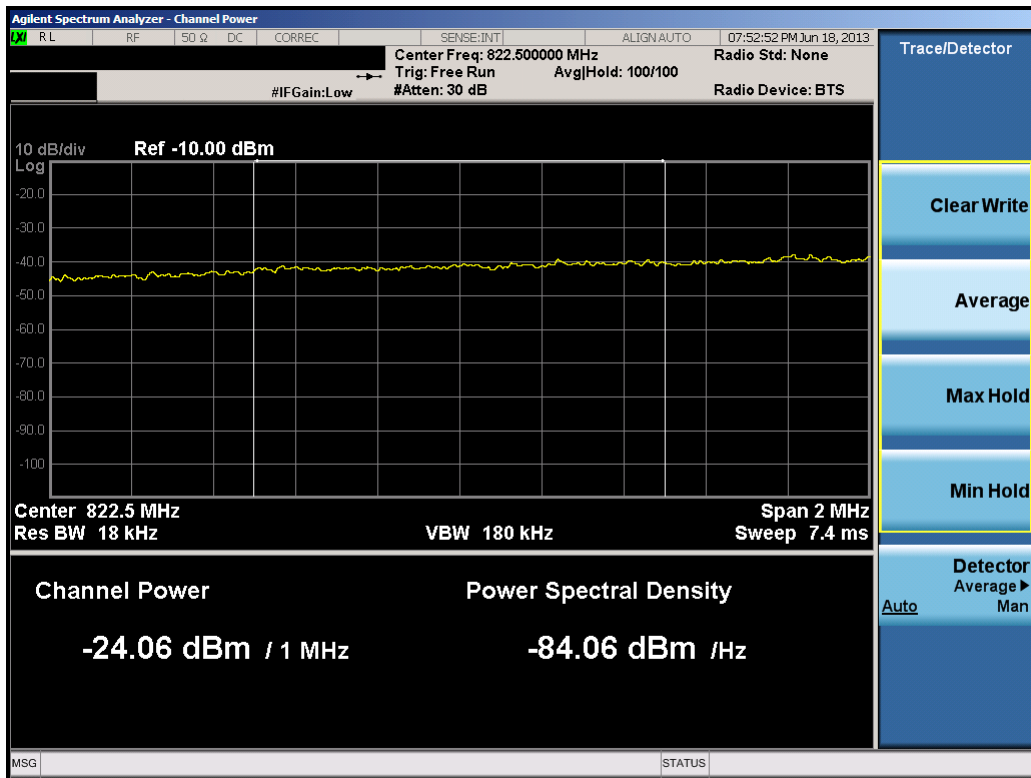 Agilent Spectrum Analyzer - Channel Power
LXI RL RF 50 Ω DC CORREC SENSE:INT ALIGN AUTO 07:52:52 PM Jun 18, 2013
Center Freq: 822.500000 MHz Radio Std: None
Trig: Free Run Avg|Hold: 100/100
#IFGain:Low #Atten: 30 dB Radio Device: BTS
Trace/Detector
10 dB/div Ref -10.00 dBm
Log
-20.0
-30.0
-40.0
-50.0
-60.0
-70.0
-80.0
-90.0
-100
Center 822.5 MHz Span 2 MHz
Res BW 18 kHz VBW 180 kHz Sweep 7.4 ms
Channel Power Power Spectral Density
-24.06 dBm / 1 MHz -84.06 dBm /Hz
Clear Write
Average
Max Hold
Min Hold
Detector
Average ▶
Auto Man
MSG STATUS